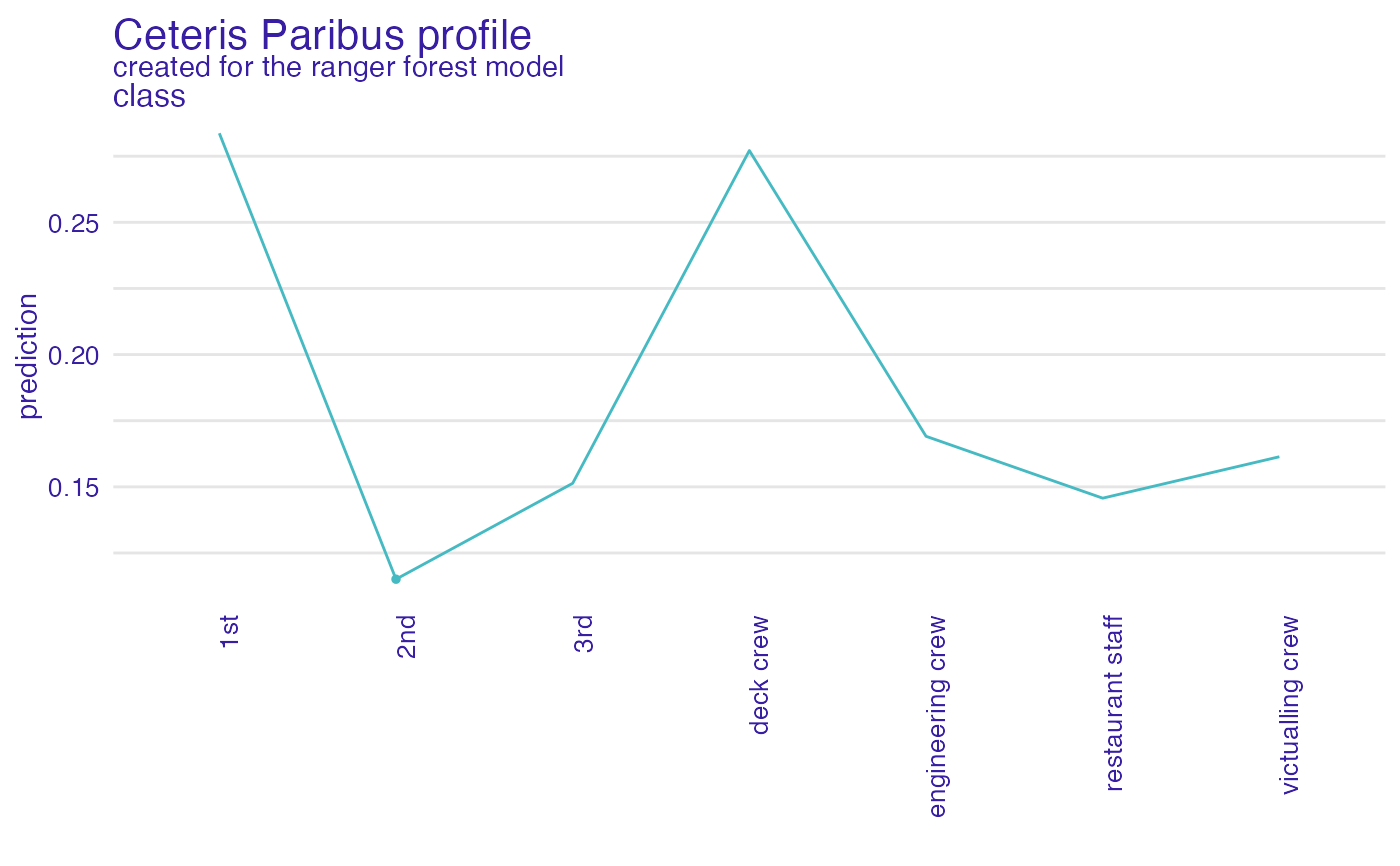 Ceteris Paribus profile
created for the ranger forest model
class
0.25
0.20
0.15
prediction
1st
2nd
3rd
deck crew
engineering crew
restaurant staff
victualling crew